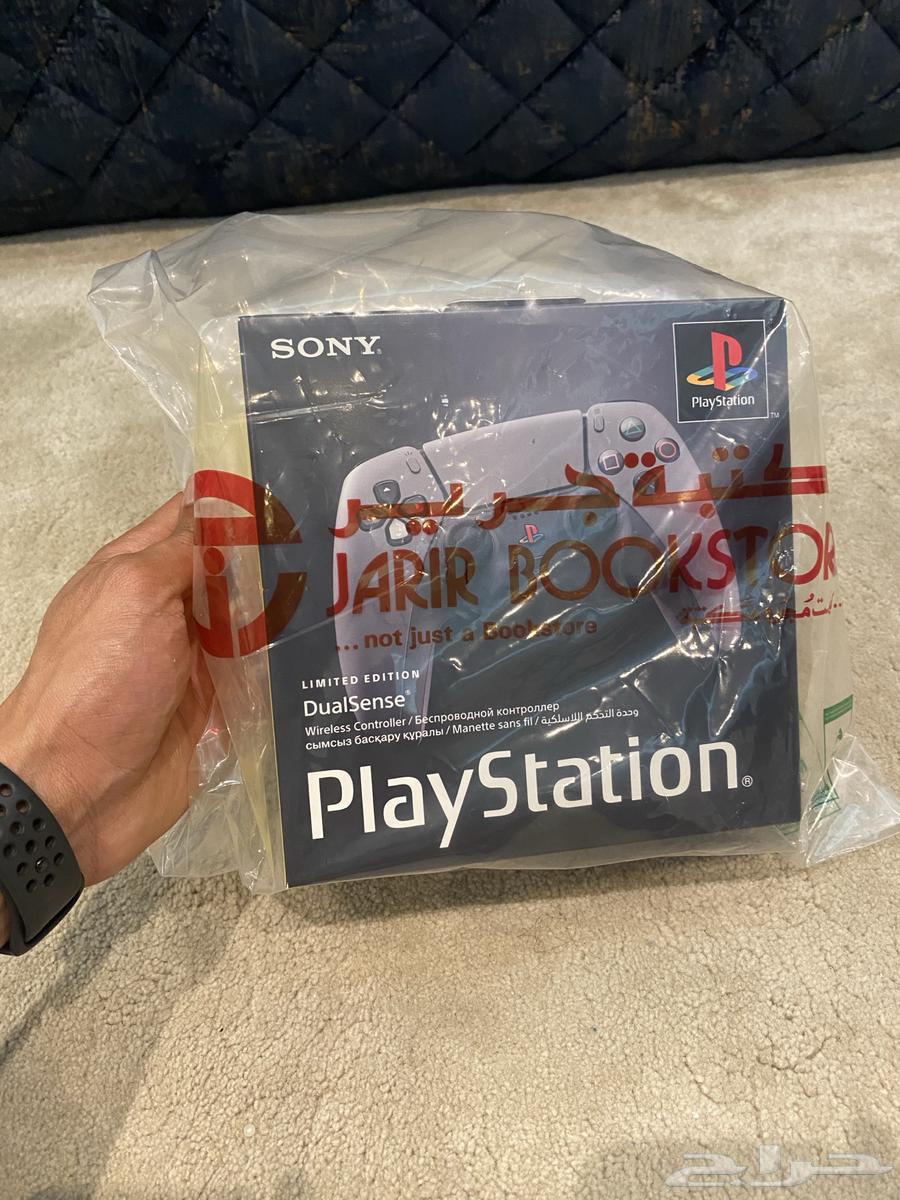 SONY
PlayStation
TM
مكتبة جرير
JARIR BOOKSTOR
...not just a Bookstore
LIMITED EDITION
DualSense®
Wireless Controller / Беспроводной контроллер
وحدة التحكم اللاسلكية / Manette sans fil / сымсыз басқару құралы
PlayStation®
حراج